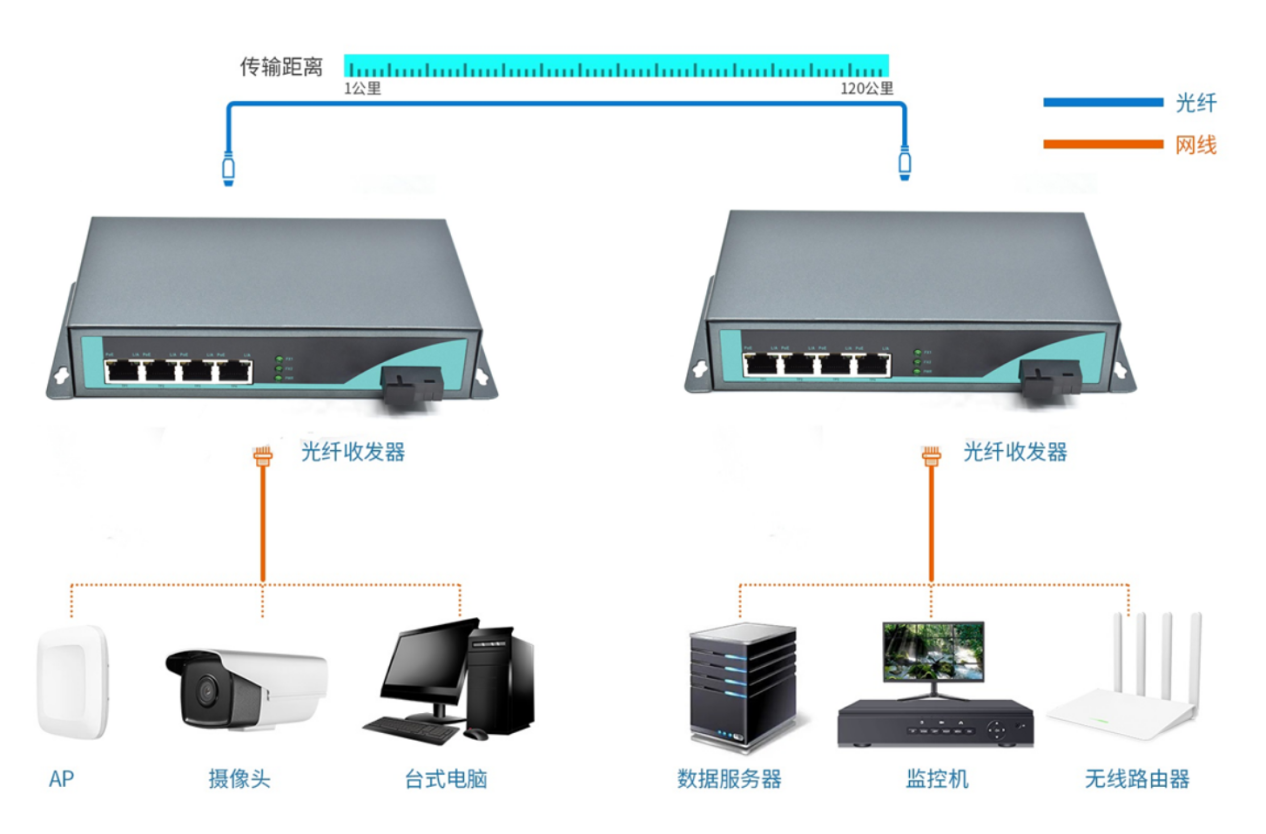 传输距离
1公里
120公里
光纤
网线
光纤收发器
光纤收发器
AP
摄像头
台式电脑
数据服务器
监控机
无线路由器